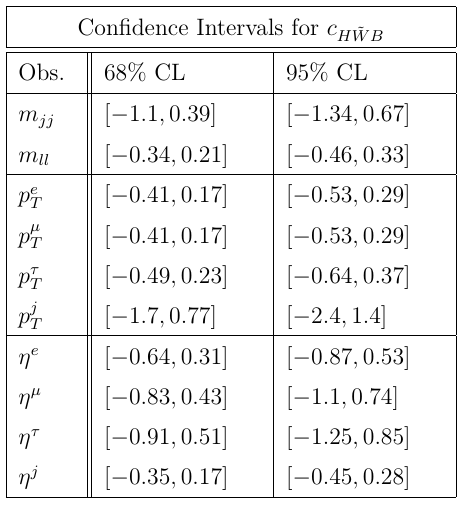 Confidence Intervals for $c_{H\tilde{W}B}$
Obs. 68% CL 95% CL
$m_{jj}$ [−1.1, 0.39] [−1.34, 0.67]
$m_{ll}$ [−0.34, 0.21] [−0.46, 0.33]
$p_T^e$ [−0.41, 0.17] [−0.53, 0.29]
$p_T^\mu$ [−0.41, 0.17] [−0.53, 0.29]
$p_T^\tau$ [−0.49, 0.23] [−0.64, 0.37]
$p_T^j$ [−1.7, 0.77] [−2.4, 1.4]
$\eta^e$ [−0.64, 0.31] [−0.87, 0.53]
$\eta^\mu$ [−0.83, 0.43] [−1.1, 0.74]
$\eta^\tau$ [−0.91, 0.51] [−1.25, 0.85]
$\eta^j$ [−0.35, 0.17] [−0.45, 0.28]